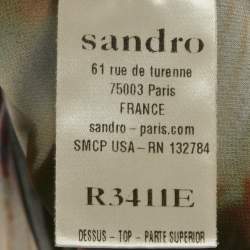 sandro
61 rue de turenne
75003 Paris
FRANCE
sandro - paris.com
SMCP USA - RN 132784
R3411E
DESSUS - TOP - PARTE SUPERIOR